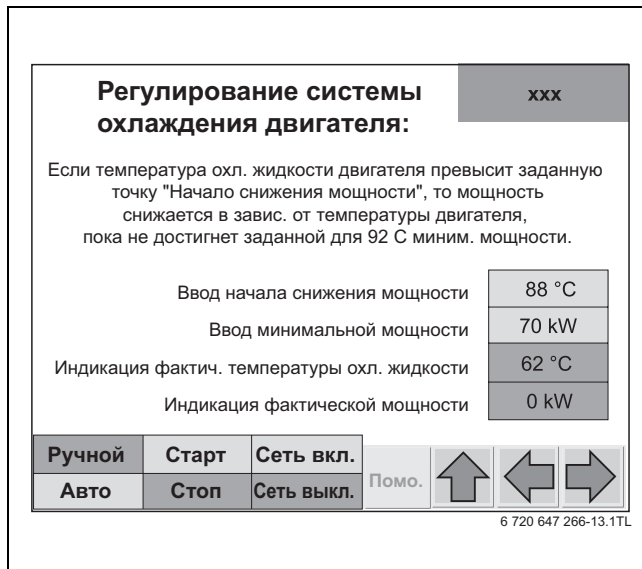 Регулирование системы
охлаждения двигателя:
xxx
Если температура охл. жидкости двигателя превысит заданную
точку "Начало снижения мощности", то мощность
снижается в завис. от температуры двигателя,
пока не достигнет заданной для 92 С миним. мощности.
Ввод начала снижения мощности 88 °C
Ввод минимальной мощности 70 kW
Индикация фактич. температуры охл. жидкости 62 °C
Индикация фактической мощности 0 kW
Ручной Старт Сеть вкл.
Авто Стоп Сеть выкл. Помо.
6 720 647 266-13.1TL